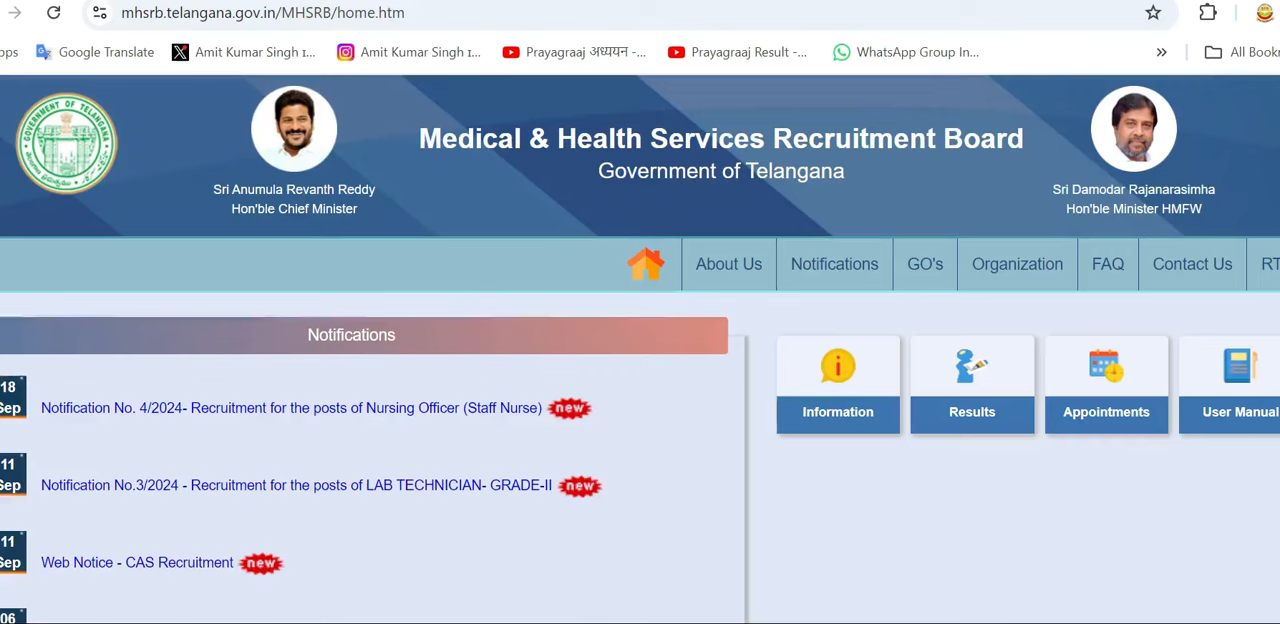 mhsrb.telangana.gov.in/MHSRB/home.htm
ops Google Translate Amit Kumar Singh I... Amit Kumar Singh I... Prayagraaj अध्ययन -... Prayagraaj Result -... WhatsApp Group In... » All Bookr
GOVERNMENT OF TELANGANA
Sri Anumula Revanth Reddy
Hon'ble Chief Minister
Medical & Health Services Recruitment Board
Government of Telangana
Sri Damodar Rajanarasimha
Hon'ble Minister HMFW
About Us Notifications GO's Organization FAQ Contact Us RT
Notifications
18
Sep
Notification No. 4/2024- Recruitment for the posts of Nursing Officer (Staff Nurse) new
11
Sep
Notification No.3/2024 - Recruitment for the posts of LAB TECHNICIAN- GRADE-II new
11
Sep
Web Notice - CAS Recruitment new
06
Information
Results
Appointments
User Manual